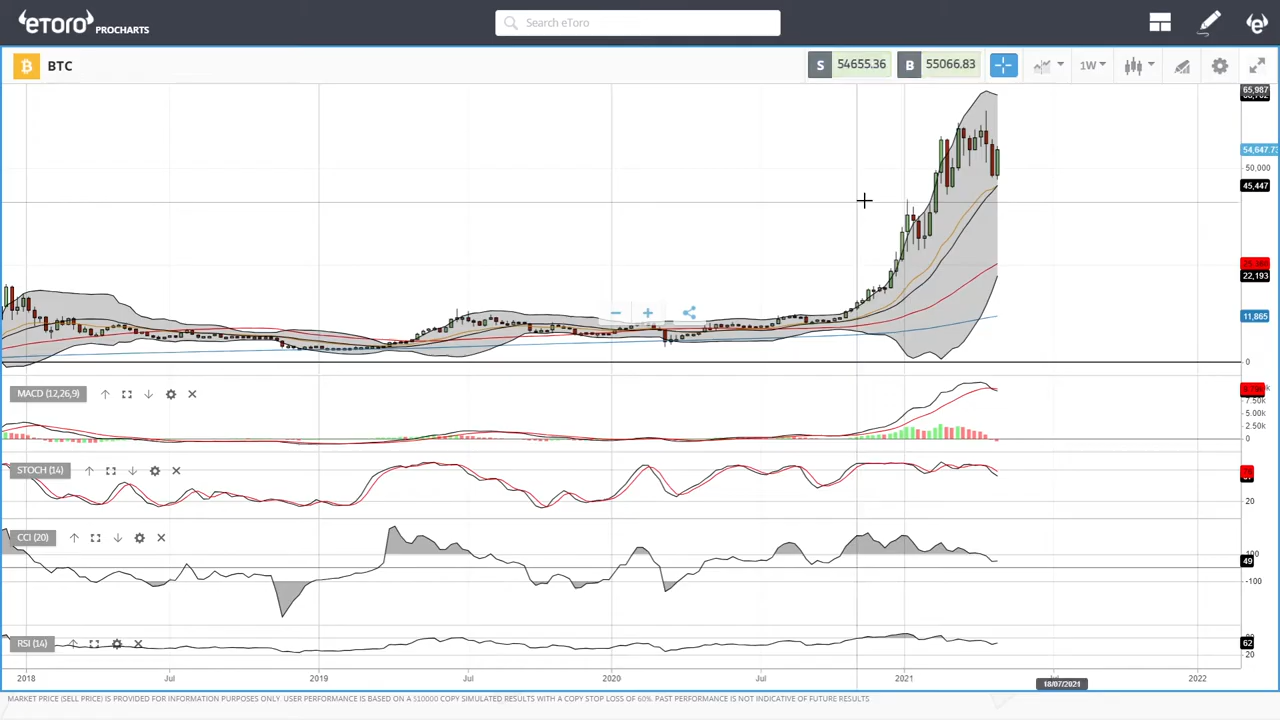 eToro PROCHARTS
Search eToro
BTC
S 54655.36 B 55066.83 1W
65,987
54,647.73
50,000
45,447
22,193
11,865
0
MACD (12,26,9)
7.50k
5.00k
2.50k
0
STOCH (14)
20
CCI (20)
100
49
-100
RSI (14)
62
20
2018 Jul 2019 Jul 2020 Jul 2021 2022
18/07/2021
MARKET PRICE (SELL PRICE) IS PROVIDED FOR INFORMATION PURPOSES ONLY. USER PERFORMANCE IS BASED ON A $10000 COPY SIMULATED RESULTS WITH A COPY STOP LOSS OF 60%. PAST PERFORMANCE IS NOT INDICATIVE OF FUTURE RESULTS